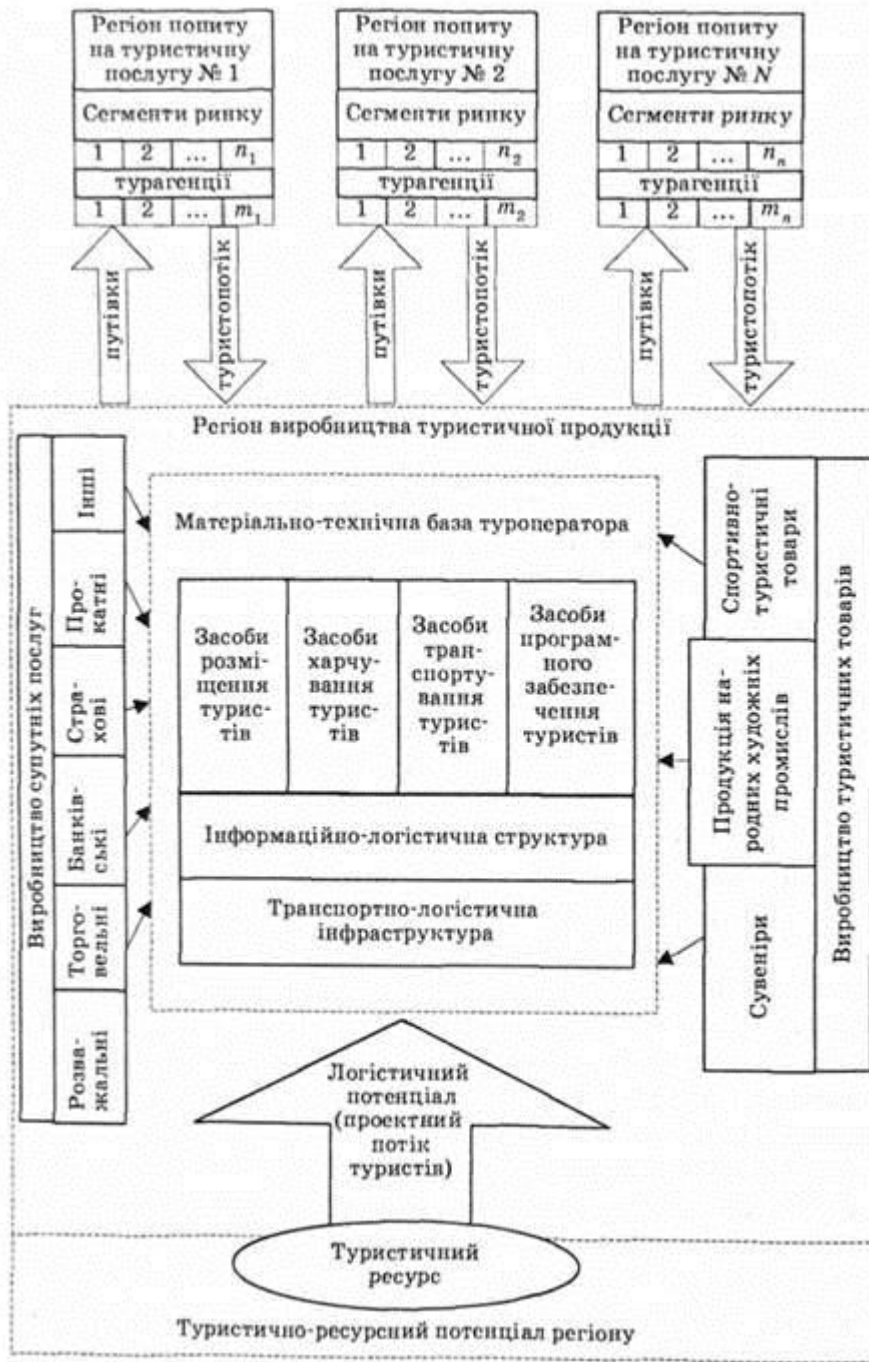 Регіон попиту
на туристичну
послугу № 1
Сегменти ринку
1 2 ... n₁
турагенції
1 2 ... m₁
Регіон попиту
на туристичну
послугу № 2
Сегменти ринку
1 2 ... n₂
турагенції
1 2 ... m₂
Регіон попиту
на туристичну
послугу № N
Сегменти ринку
1 2 ... nₙ
турагенції
1 2 ... mₙ
путівки
туристопотік
путівки
туристопотік
путівки
туристопотік
Регіон виробництва туристичної продукції
Виробництво супутніх послуг
Інші
Про-
катні
Стра-
хові
Банків-
ські
Торго-
вельні
Розва-
жальні
Матеріально-технічна база туроператора
Засоби
розмі-
щення
турис-
тів
Засоби
харчу-
вання
турис-
тів
Засоби
тран-
спорту-
вання
турис-
тів
Засоби
програм-
ного
забезпе-
чення
туристів
Інформаційно-логістична структура
Транспортно-логістична
інфраструктура
Спортивно-
туристичні
товари
Продукція на-
родних художніх
промислів
Сувеніри
Виробництво туристичних товарів
Логістичний
потенціал
(проектний
потік
туристів)
Туристичний
ресурс
Туристично-ресурсний потенціал регіону